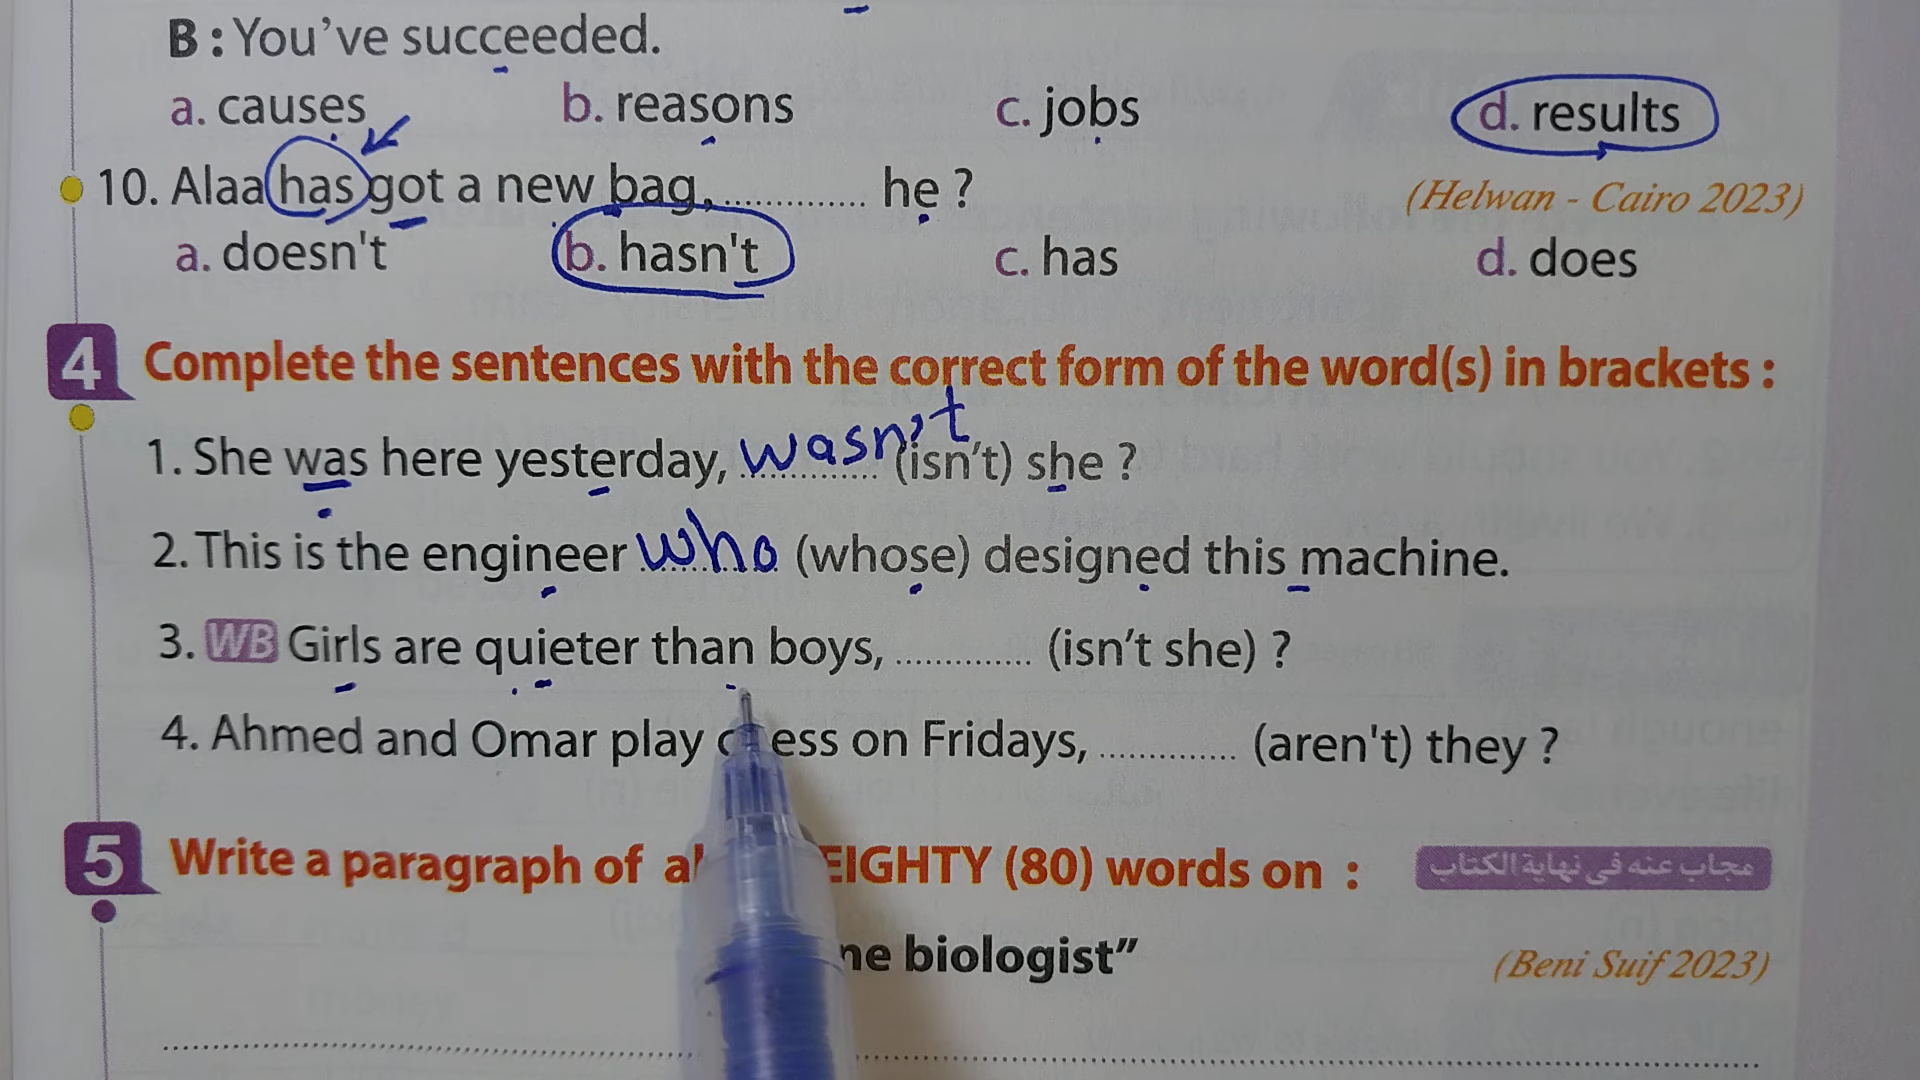 B : You've succeeded.
a. causes b. reasons c. jobs d. results
10. Alaa has got a new bag, ............. he ? (Helwan - Cairo 2023)
a. doesn't b. hasn't c. has d. does
4 Complete the sentences with the correct form of the word(s) in brackets :
1. She was here yesterday, wasn't (isn't) she ?
2. This is the engineer who (whose) designed this machine.
3. WB Girls are quieter than boys, ............. (isn't she) ?
4. Ahmed and Omar play ess on Fridays, ............. (aren't) they ?
5 Write a paragraph of EIGHTY (80) words on : مجاب عنه فى نهاية الكتاب
biologist” (Beni Suif 2023)